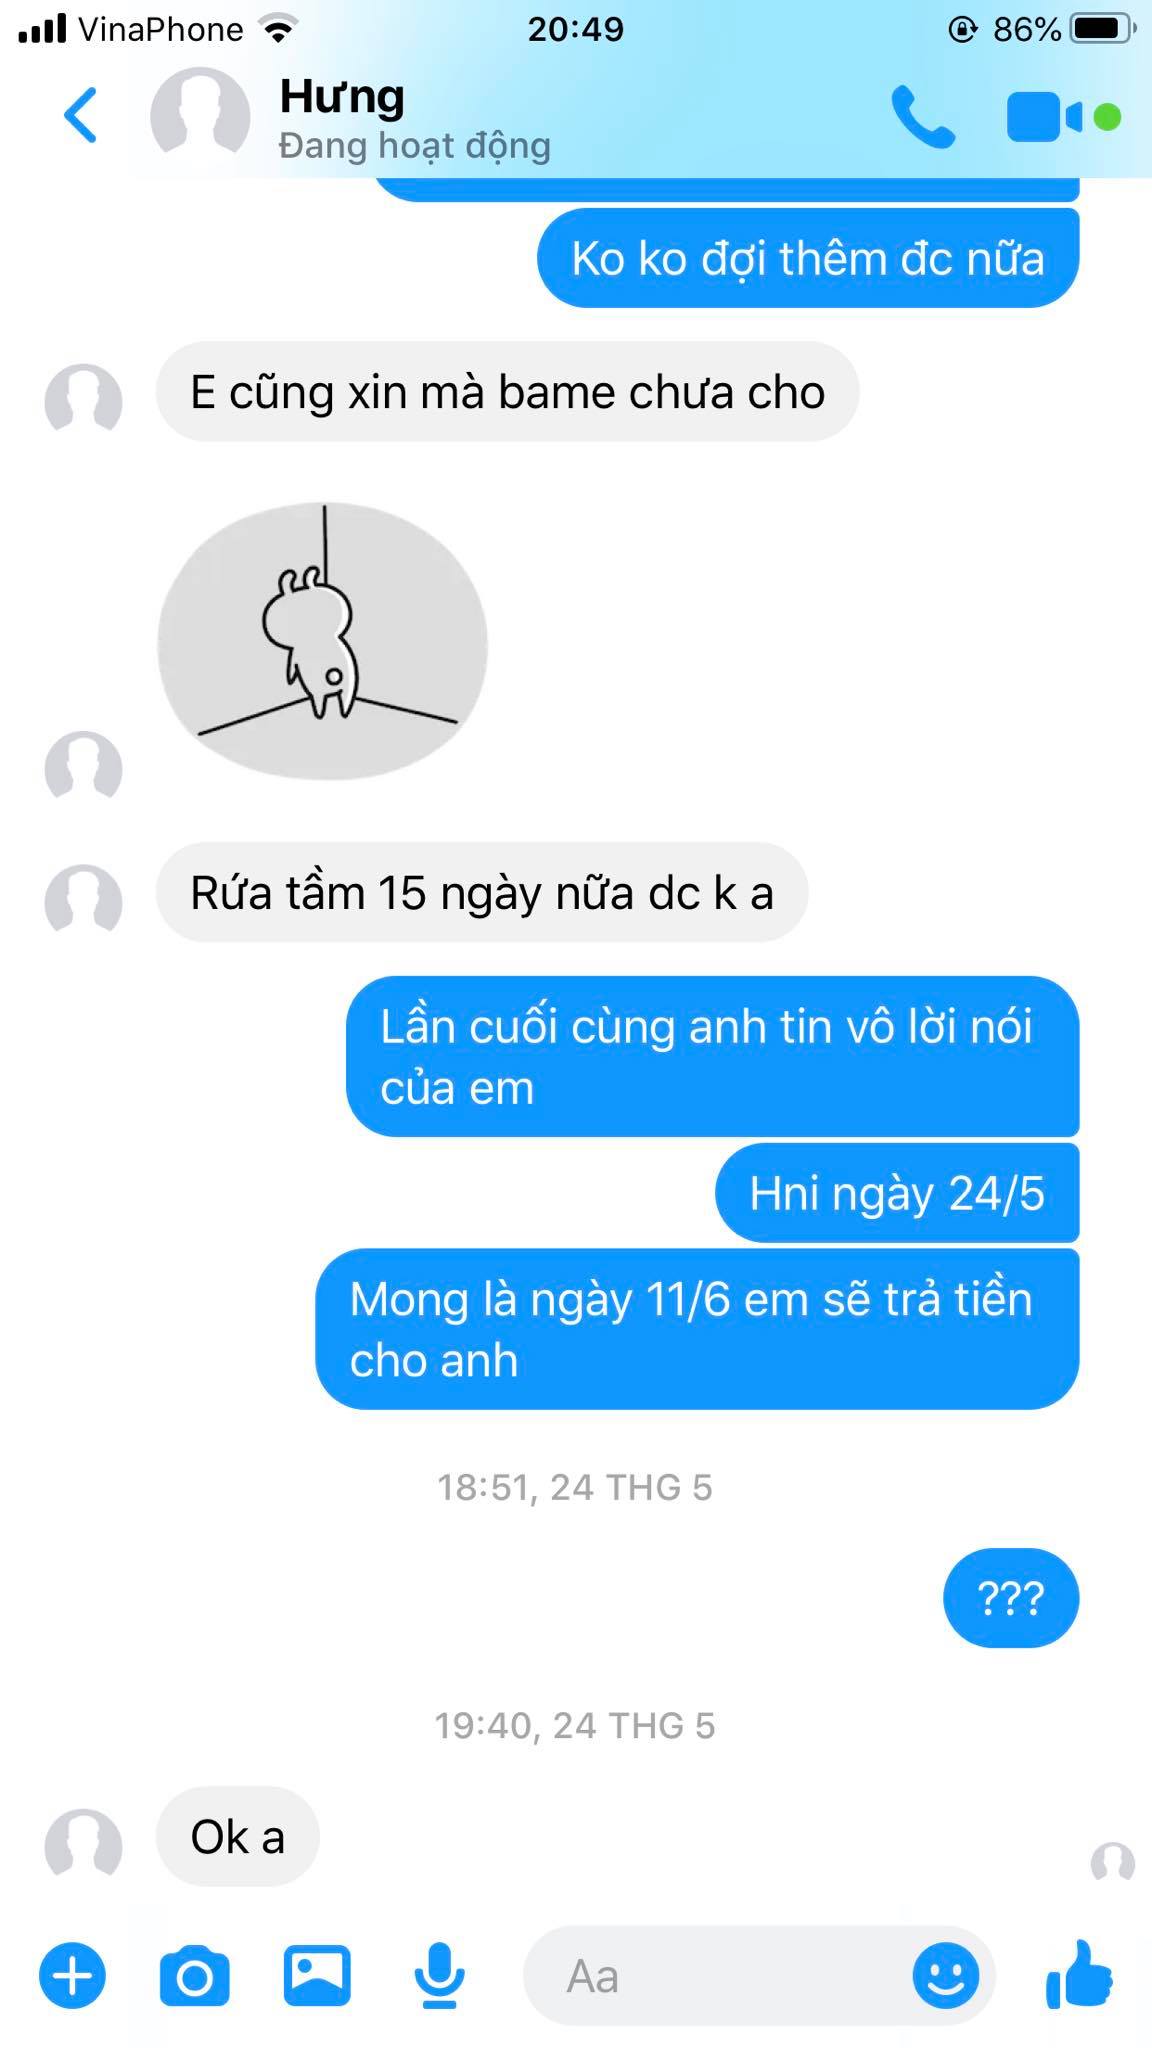 VinaPhone 20:49 86%
Hưng
Đang hoạt động
Ko ko đợi thêm đc nữa
E cũng xin mà bame chưa cho
Rứa tầm 15 ngày nữa dc k a
Lần cuối cùng anh tin vô lời nói
của em
Hni ngày 24/5
Mong là ngày 11/6 em sẽ trả tiền
cho anh
18:51, 24 THG 5
???
19:40, 24 THG 5
Ok a
Aa